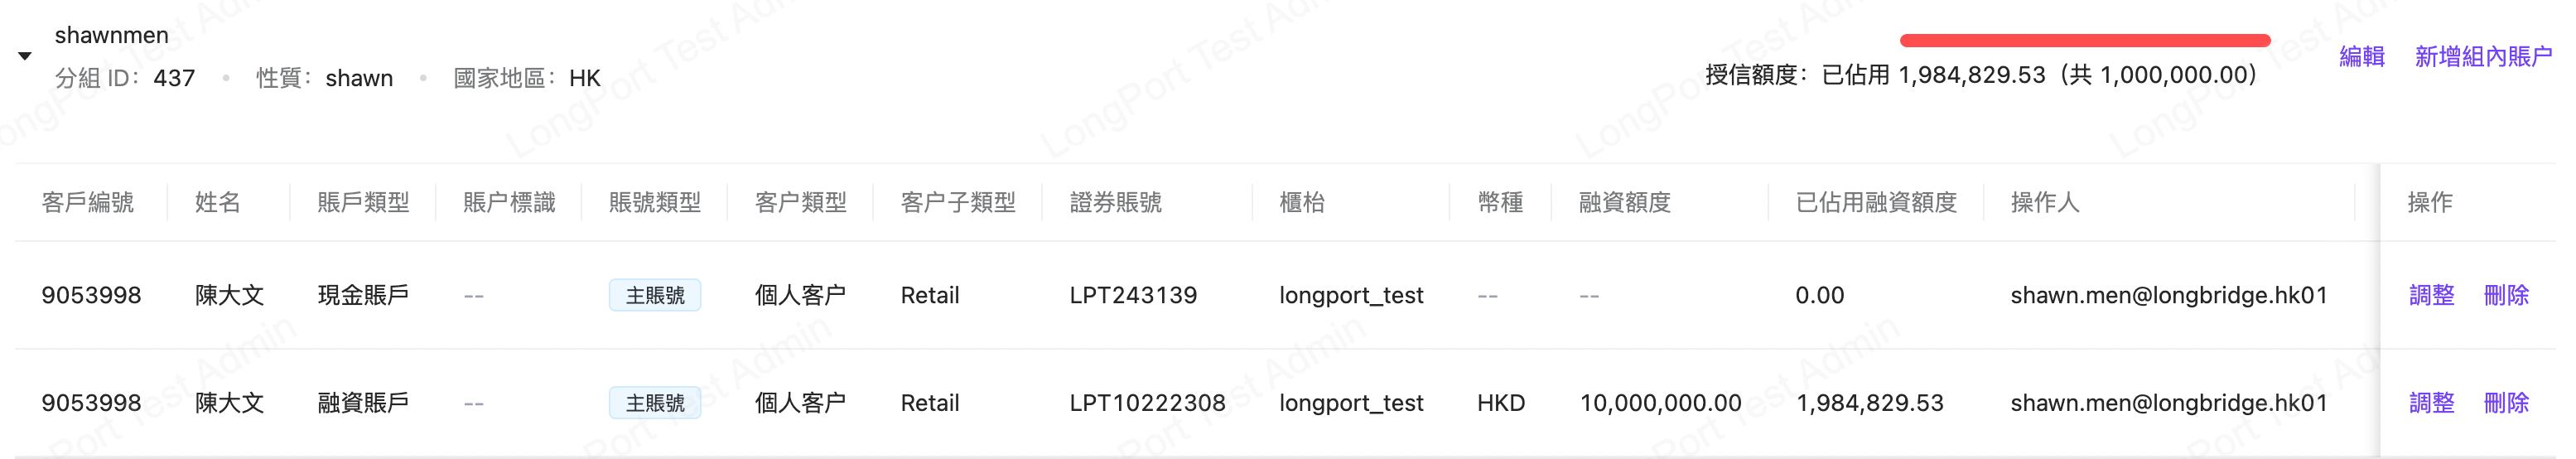 shawnmen
分組 ID： 437 • 性質： shawn • 國家地區： HK
授信額度： 已佔用 1,984,829.53（共 1,000,000.00）
編輯 新增組內賬戶
客戶編號 姓名 賬戶類型 賬户標識 賬號類型 客户類型 客户子類型 證券賬號 櫃枱 幣種 融資額度 已佔用融資額度 操作人 操作
9053998 陳大文 現金賬戶 -- 主賬號 個人客户 Retail LPT243139 longport_test -- -- 0.00 shawn.men@longbridge.hk01 調整 刪除
9053998 陳大文 融資賬戶 -- 主賬號 個人客户 Retail LPT10222308 longport_test HKD 10,000,000.00 1,984,829.53 shawn.men@longbridge.hk01 調整 刪除
LongPort Test Admin